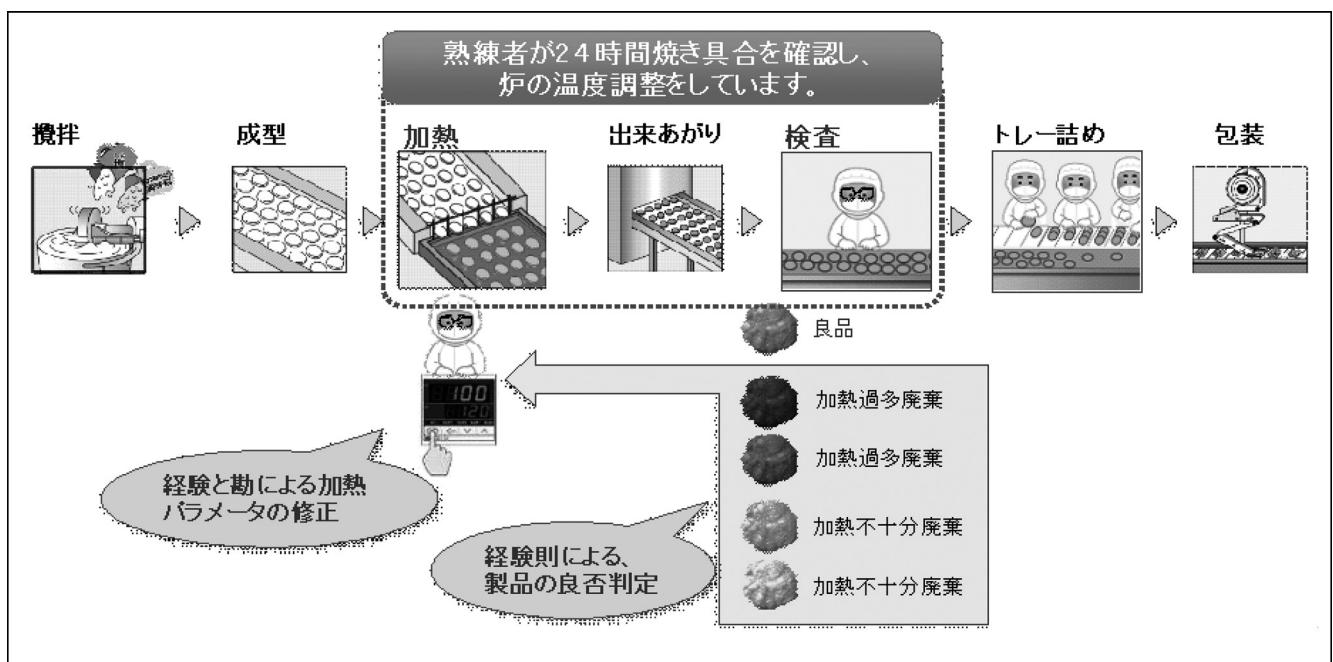 熟練者が24時間焼き具合を確認し、
炉の温度調整をしています。
攪拌
成型
加熱
出来あがり
検査
トレー詰め
包装
良品
100
120
加熱過多廃棄
加熱過多廃棄
経験と勘による加熱
パラメータの修正
加熱不十分廃棄
経験則による、
製品の良否判定
加熱不十分廃棄